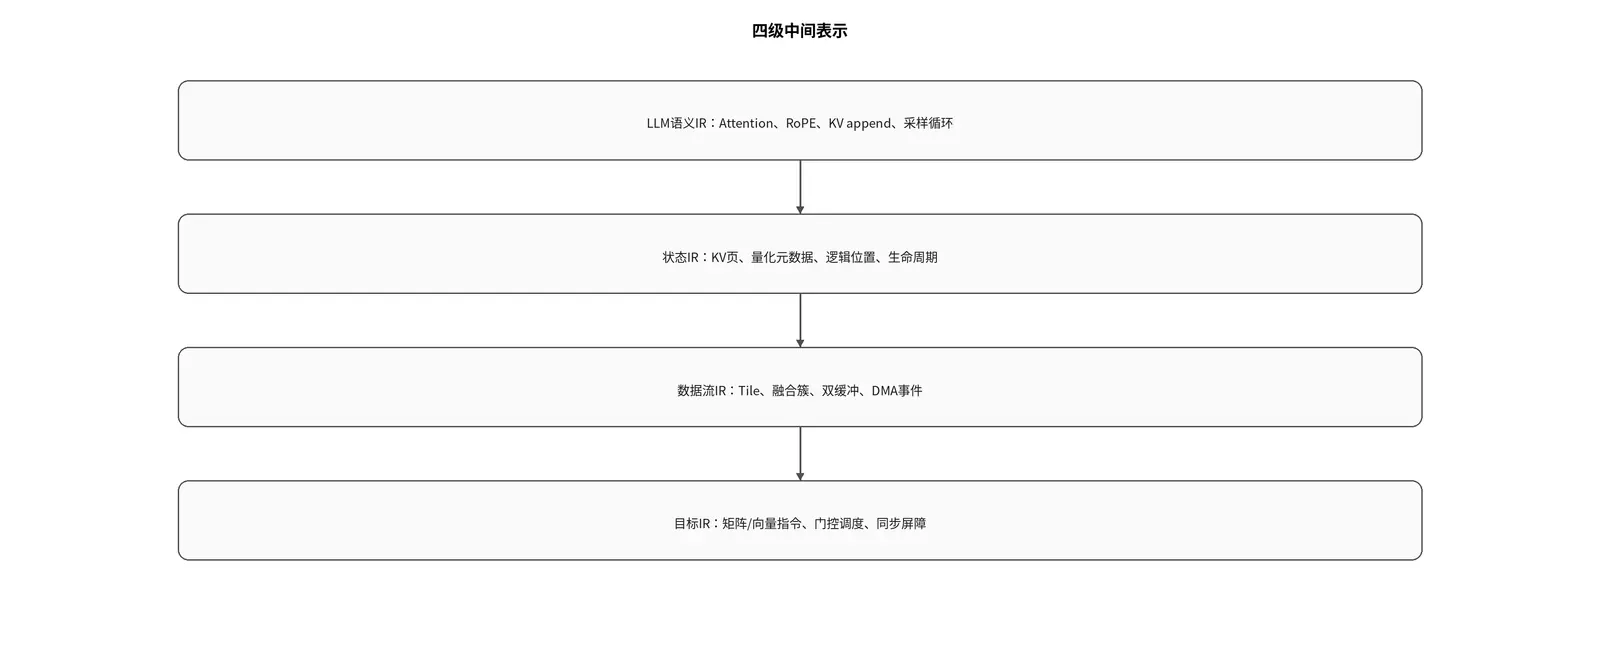 四级中间表示
LLM语义IR：Attention、RoPE、KV append、采样循环
状态IR：KV页、量化元数据、逻辑位置、生命周期
数据流IR：Tile、融合簇、双缓冲、DMA事件
目标IR：矩阵/向量指令、门控调度、同步屏障